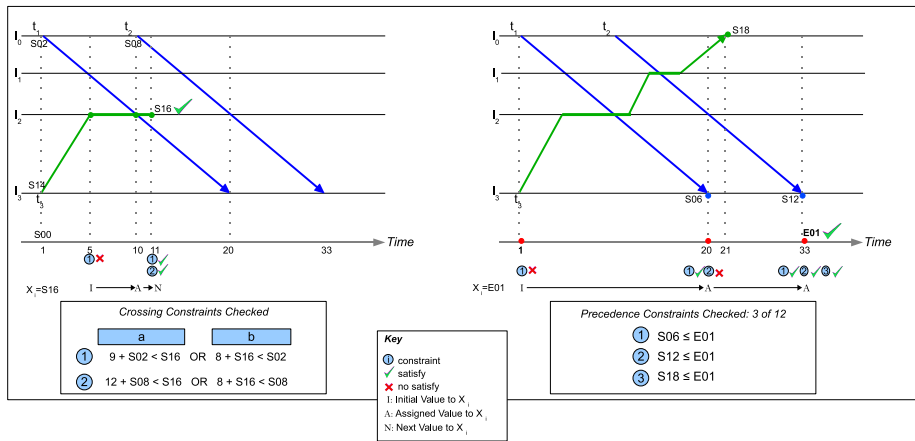 t1 t2
I0 S02 S08
I1
S16
I2
S14
I3
t3
S00 Time
1 5 10 11 20 33
1 1
2
Xi=S16 I A N
Crossing Constraints Checked
a b
1 9 + S02 < S16 OR 8 + S16 < S02
2 12 + S08 < S16 OR 8 + S16 < S08
t1 t2
I0 S18
I1
I2
I3 S06 S12
t3
E01
Time
1 20 21 33
1 1 2 1 2 3
Xi=E01 I A A
Precedence Constraints Checked: 3 of 12
1 S06 ≤ E01
2 S12 ≤ E01
3 S18 ≤ E01
Key
i constraint
satisfy
no satisfy
I: Initial Value to X i
A: Assigned Value to X i
N: Next Value to X i